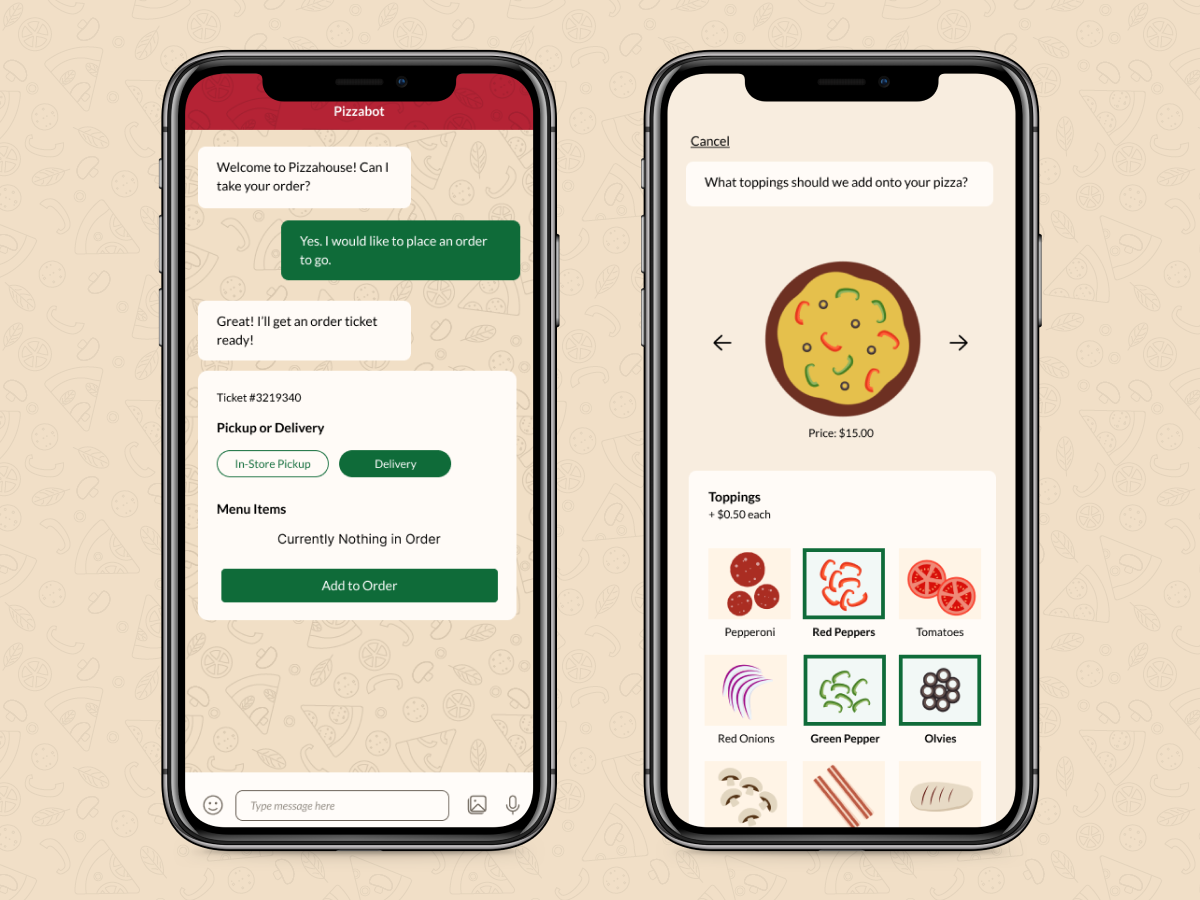 Pizzabot
Welcome to Pizzahouse! Can I
take your order?
Yes. I would like to place an order
to go.
Great! I'll get an order ticket
ready!
Ticket #3219340
Pickup or Delivery
In-Store Pickup
Delivery
Menu Items
Currently Nothing in Order
Add to Order
Type message here
Cancel
What toppings should we add onto your pizza?
Price: $15.00
Toppings
+ $0.50 each
Pepperoni
Red Peppers
Tomatoes
Red Onions
Green Pepper
Olvies